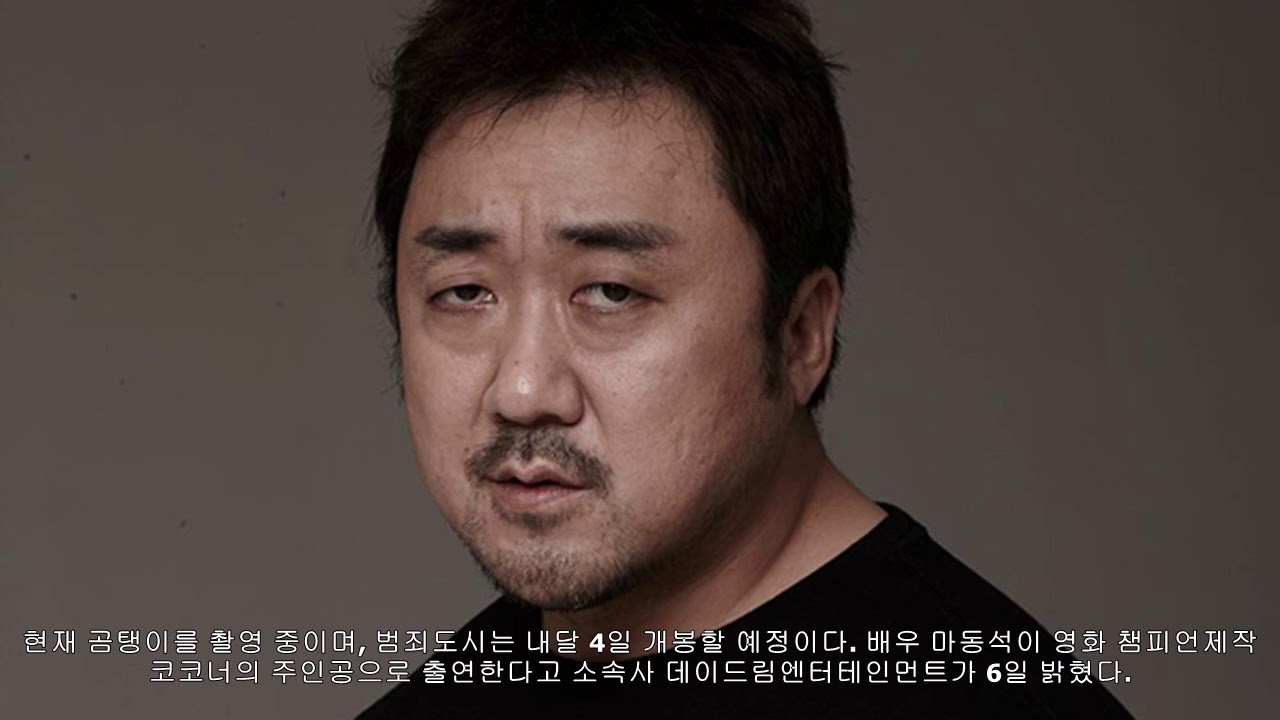 현재 곰탱이를 촬영 중이며, 범죄도시는 내달 4일 개봉할 예정이다. 배우 마동석이 영화 챔피언제작
코코너의 주인공으로 출연한다고 소속사 데이드림엔터테인먼트가 6일 밝혔다.